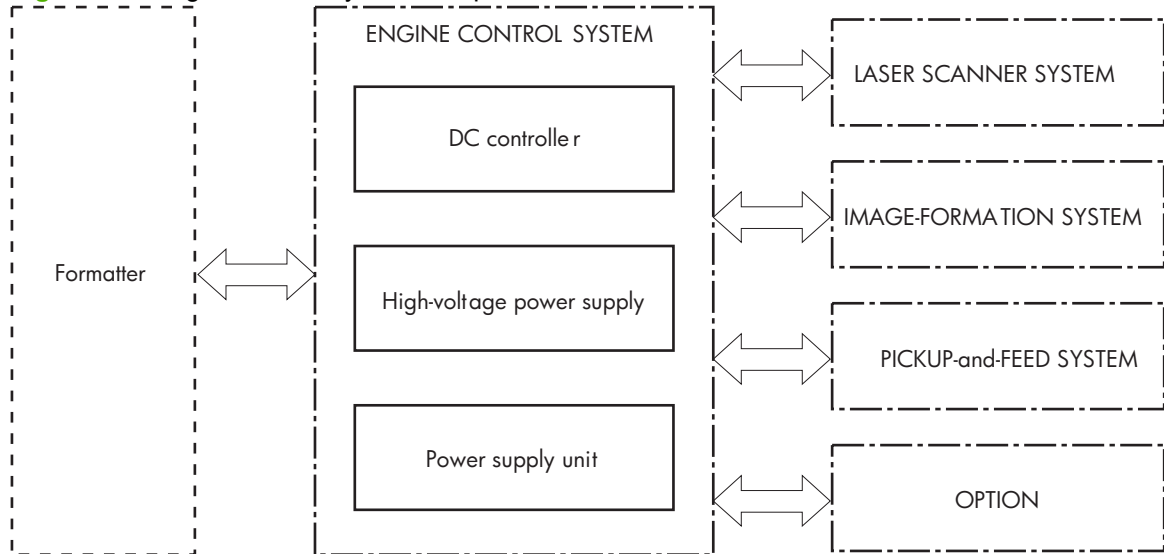 ENGINE CONTROL SYSTEM
DC controller
High-voltage power supply
Power supply unit
Formatter
LASER SCANNER SYSTEM
IMAGE-FORMATION SYSTEM
PICKUP-and-FEED SYSTEM
OPTION